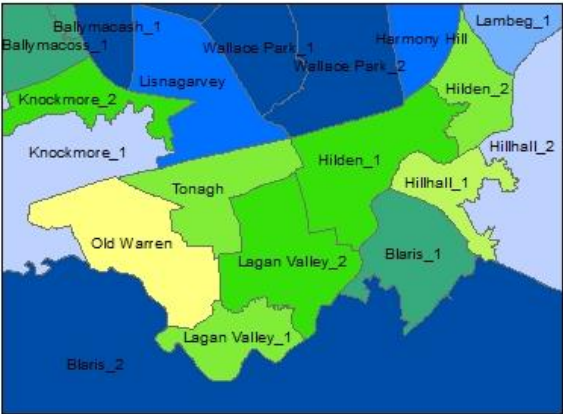 Lambeg_1
Ballymacash_1
Ballymacoss_1
Wallace Park_1
Harmony Hill
Wallace Park_2
Lisnagarvey
Hilden_2
Knockmore_2
Hillhall_2
Knockmore_1
Hilden_1
Tonagh
Hillhall_1
Old Warren
Lagan Valley_2
Blaris_1
Lagan Valley_1
Blaris_2